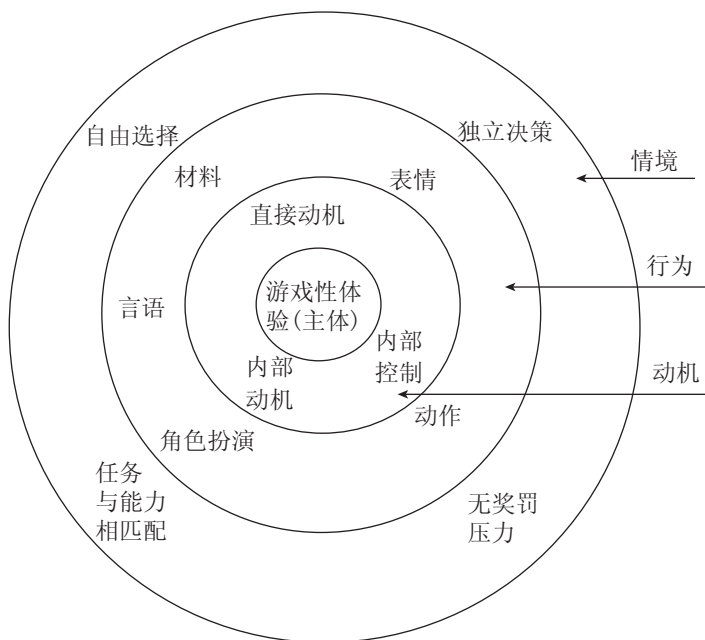 自由选择
独立决策
情境
材料
表情
直接动机
行为
游戏性体
验(主体)
言语
内部
控制
内部
动机
动机
动作
角色扮演
任务
与能力
相匹配
无奖罚
压力